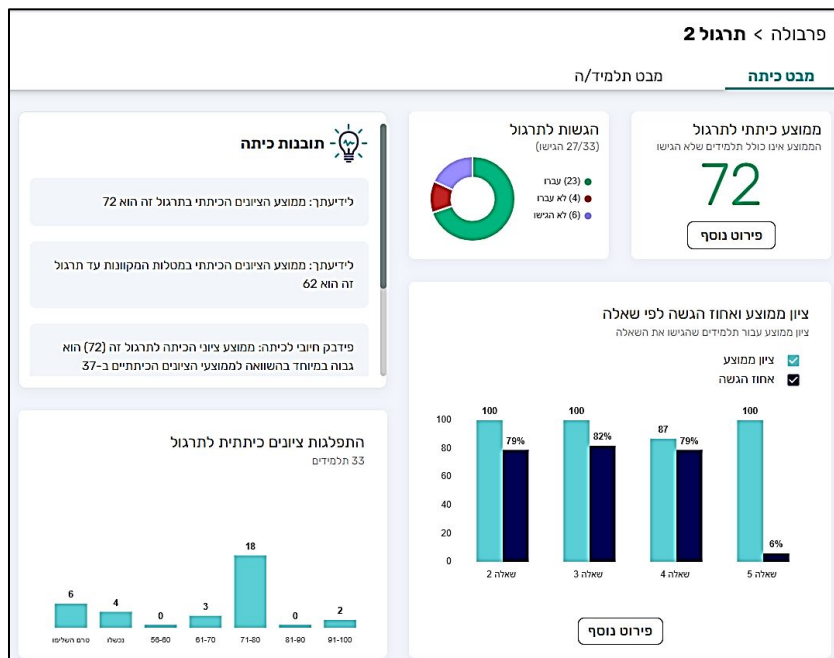 פרבולה > תרגול 2
מבט כיתה
מבט תלמיד/ה
ממוצע כיתתי לתרגול
הממוצע אינו כולל תלמידים שלא הגישו
72
פירוט נוסף
הגשות לתרגול
(27/33 הגישו)
(23) עברו
(4) לא עברו
(6) לא הגישו
תובנות כיתה
לידיעתך: ממוצע הציונים הכיתתי בתרגול זה הוא 72
לידיעתך: ממוצע הציונים הכיתתי במטלות המקוונות עד תרגול
זה הוא 62
פידבק חיובי לכיתה: ממוצע ציוני הכיתה לתרגול זה (72) הוא
גבוה במיוחד בהשוואה לממוצעי הציונים הכיתתיים ב-37
ציון ממוצע ואחוז הגשה לפי שאלה
ציון ממוצע עבור תלמידים שהגישו את השאלה
ציון ממוצע
אחוז הגשה
100
80
60
40
20
0
100
79%
100
82%
87
79%
100
6%
שאלה 2
שאלה 3
שאלה 4
שאלה 5
פירוט נוסף
התפלגות ציונים כיתתית לתרגול
33 תלמידים
6
4
0
3
18
0
2
טרם השלימו
נכשלו
56-60
61-70
71-80
81-90
91-100